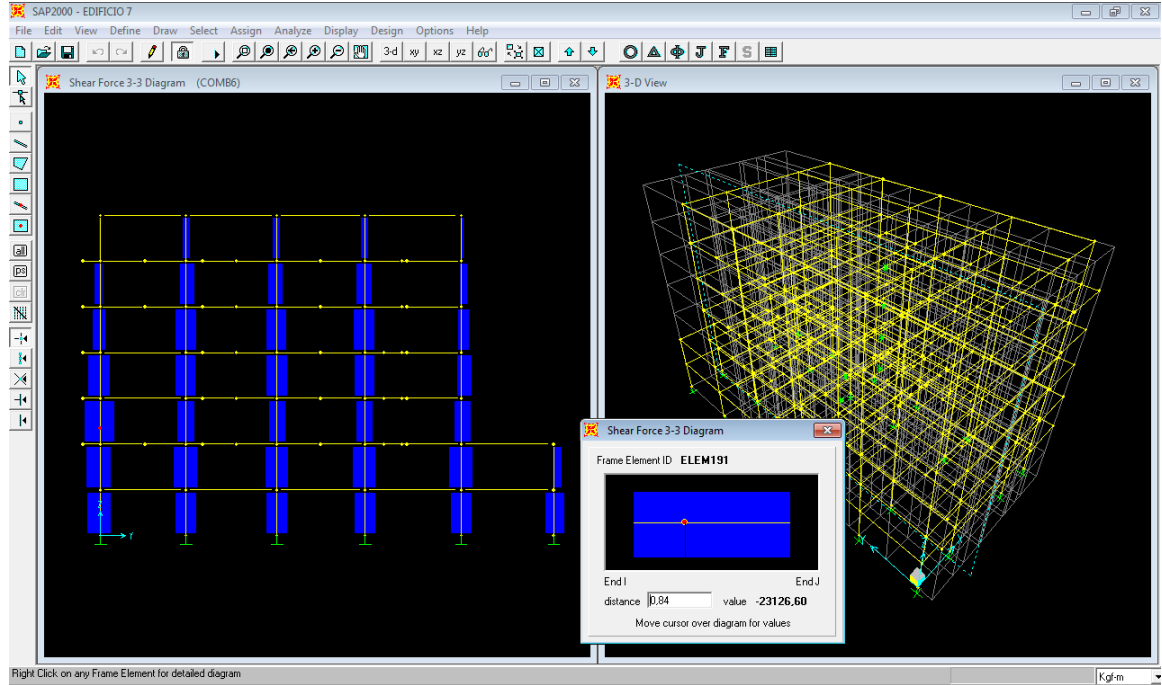 SAP2000 - EDIFICIO 7
File Edit View Define Draw Select Assign Analyze Display Design Options Help
3-d xy xz yz J F S
Shear Force 3-3 Diagram (COMB6)
3-D View
all
ps
clr
Z
Y
Shear Force 3-3 Diagram
Frame Element ID ELEM191
End I End J
distance 0,84 value -23126,60
Move cursor over diagram for values
Right Click on any Frame Element for detailed diagram
Kgf-m